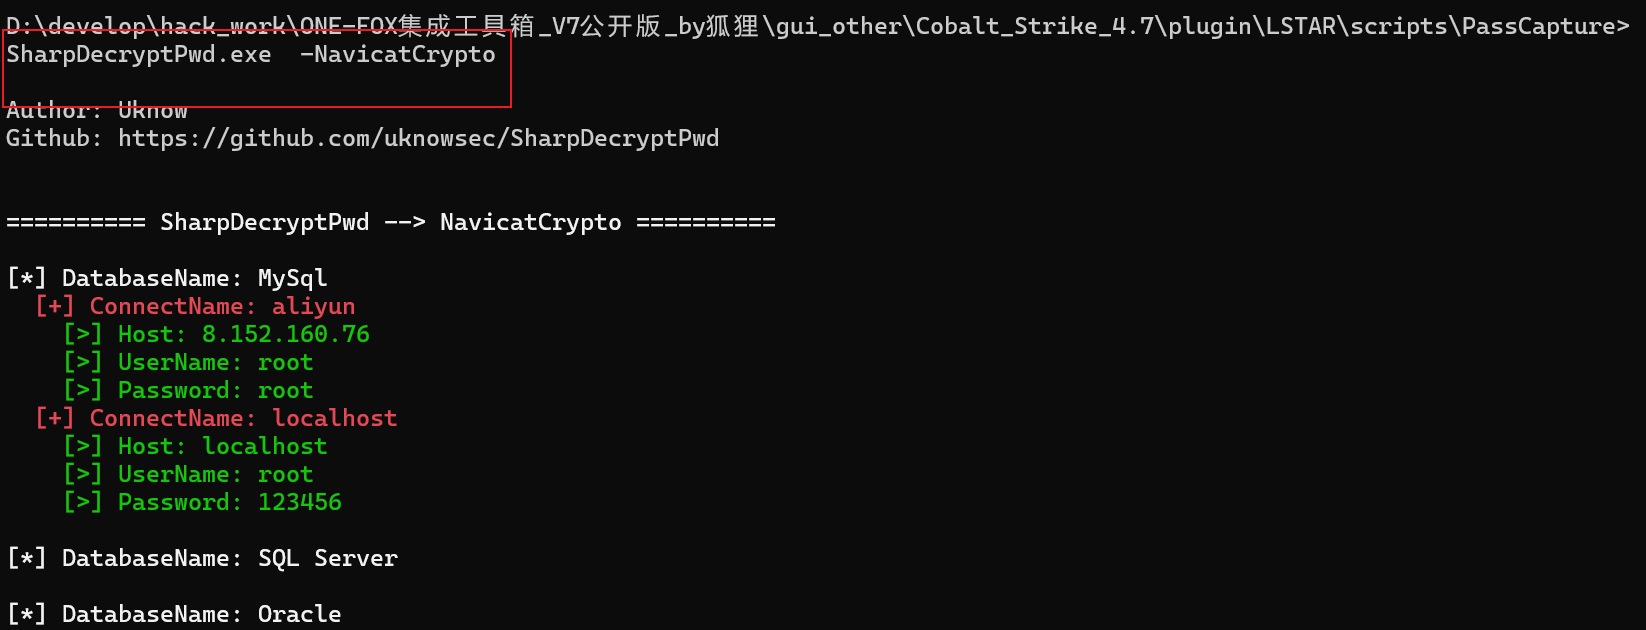 D:\develop\hack_work\ONE-FOX集成工具箱_V7公开版_by狐狸\gui_other\Cobalt_Strike_4.7\plugin\LSTAR\scripts\PassCapture>
SharpDecryptPwd.exe  -NavicatCrypto
Author: Uknow
Github: https://github.com/uknowsec/SharpDecryptPwd
========== SharpDecryptPwd --> NavicatCrypto ==========
[*] DatabaseName: MySql
[+] ConnectName: aliyun
[>] Host: 8.152.160.76
[>] UserName: root
[>] Password: root
[+] ConnectName: localhost
[>] Host: localhost
[>] UserName: root
[>] Password: 123456
[*] DatabaseName: SQL Server
[*] DatabaseName: Oracle